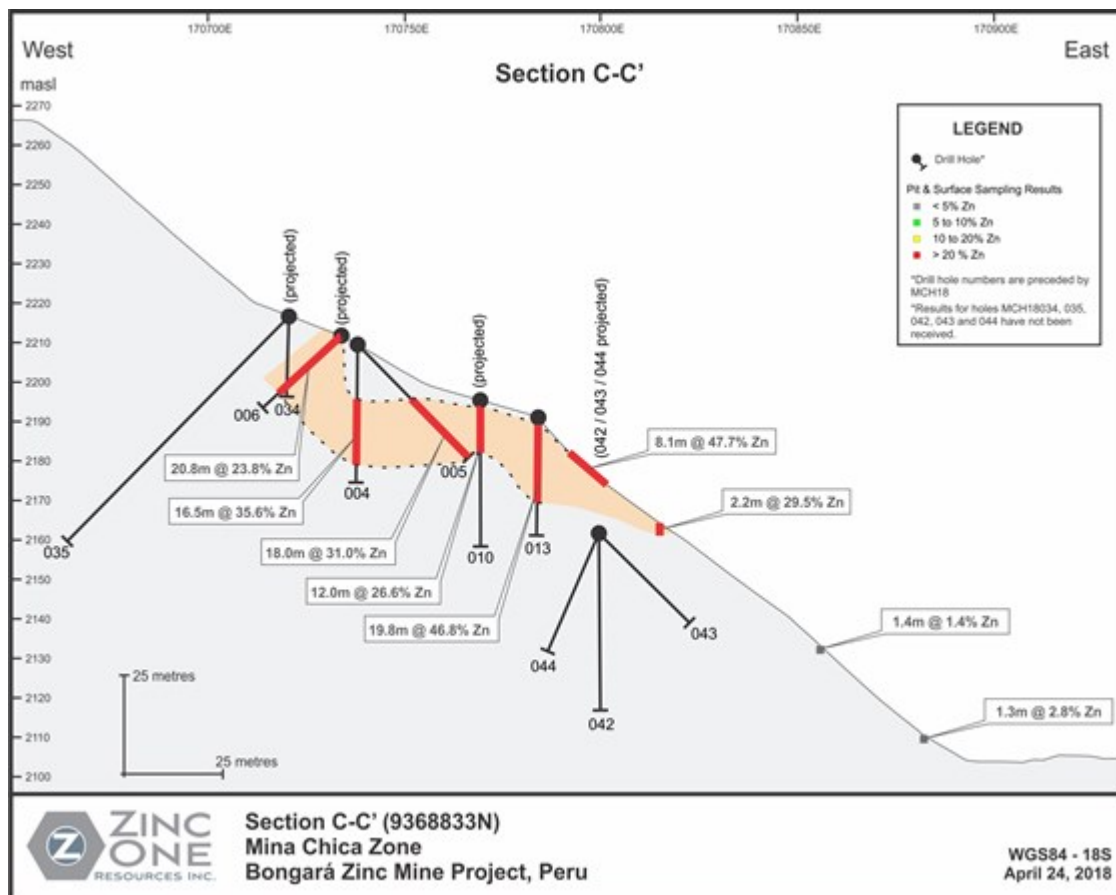 170700E
170750E
170800E
170850E
170900E
West
East
masl
Section C-C'
2270
2260
2250
2240
2230
2220
2210
2200
2190
2180
2170
2160
2150
2140
2130
2120
2110
2100
LEGEND
Drill Hole*
Pit & Surface Sampling Results
< 5% Zn
5 to 10% Zn
10 to 20% Zn
> 20 % Zn
*Drill hole numbers are preceded by
MCH18
*Results for holes MCH18034, 035,
042, 043 and 044 have not been
received.
(projected)
(projected)
(projected)
(042 / 043 / 044 projected)
006
034
005
004
035
010
013
044
043
042
20.8m @ 23.8% Zn
16.5m @ 35.6% Zn
18.0m @ 31.0% Zn
12.0m @ 26.6% Zn
19.8m @ 46.8% Zn
8.1m @ 47.7% Zn
2.2m @ 29.5% Zn
1.4m @ 1.4% Zn
1.3m @ 2.8% Zn
25 metres
25 metres
Z
ZINC
ONE
RESOURCES INC.
Section C-C' (9368833N)
Mina Chica Zone
Bongará Zinc Mine Project, Peru
WGS84 - 18S
April 24, 2018